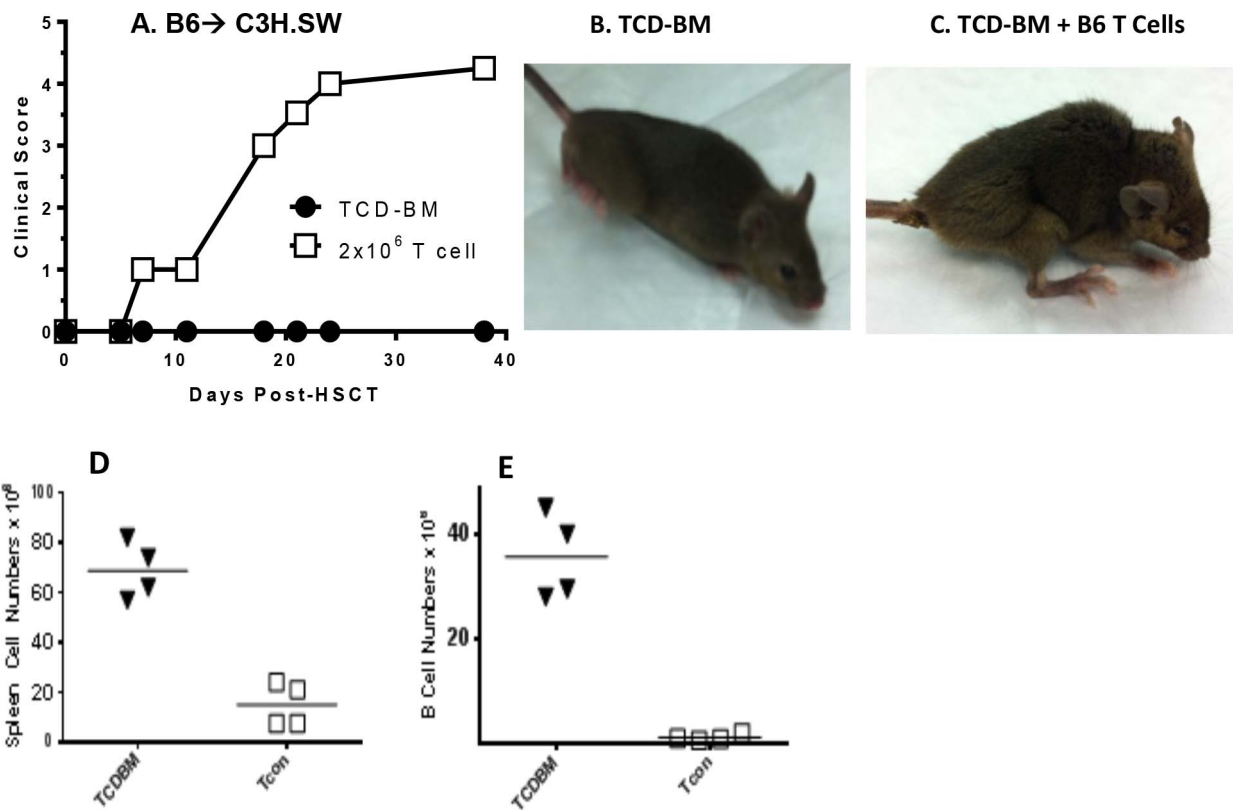 A. B6→ C3H.SW
B. TCD-BM
C. TCD-BM + B6 T Cells
5
4
3
2
1
0
Clinical Score
TCD-BM
2x10⁶ T cell
0 10 20 30 40
Days Post-HSCT
D
E
Spleen Cell Numbers x 10⁶
100
80
60
40
20
0
TCDBM
Tcon
B Cell Numbers x 10⁶
40
20
TCDBM
Tcon